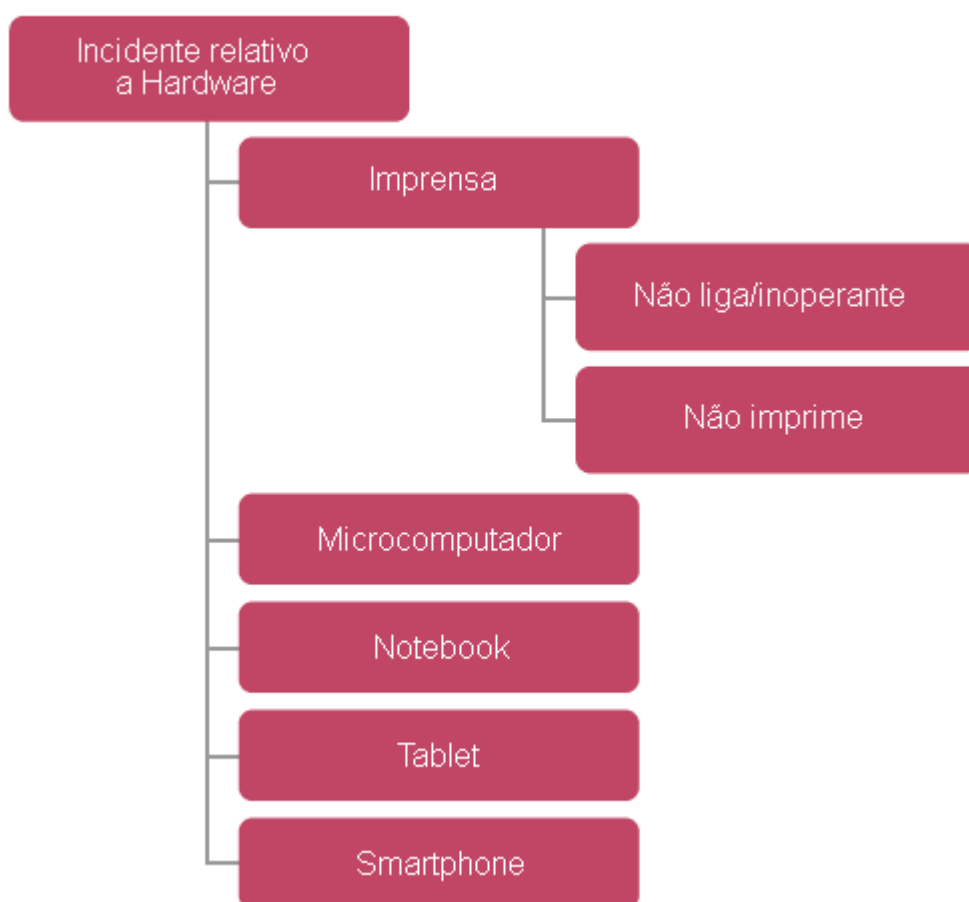 Incidente relativo
a Hardware
Imprensa
Não liga/inoperante
Não imprime
Microcomputador
Notebook
Tablet
Smartphone